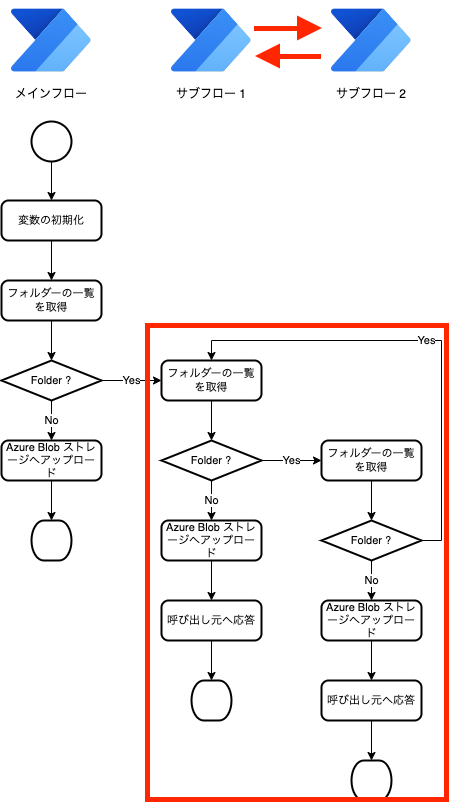 メインフロー
サブフロー 1
サブフロー 2
変数の初期化
フォルダーの一覧
を取得
Folder ?
Yes
No
Azure Blob ストレ
ージへアップロー
ド
フォルダーの一覧
を取得
Folder ?
Yes
No
Azure Blob ストレ
ージへアップロー
ド
呼び出し元へ応答
フォルダーの一覧
を取得
Folder ?
Yes
No
Azure Blob ストレ
ージへアップロー
ド
呼び出し元へ応答